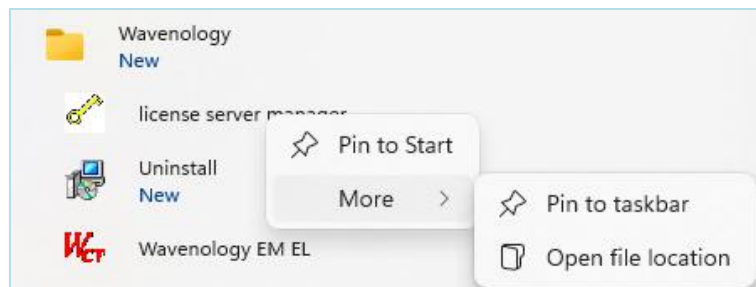 Wavenology
New
license server manager
Pin to Start
Uninstall
New
More
Pin to taskbar
WCT
Wavenology EM EL
Open file location